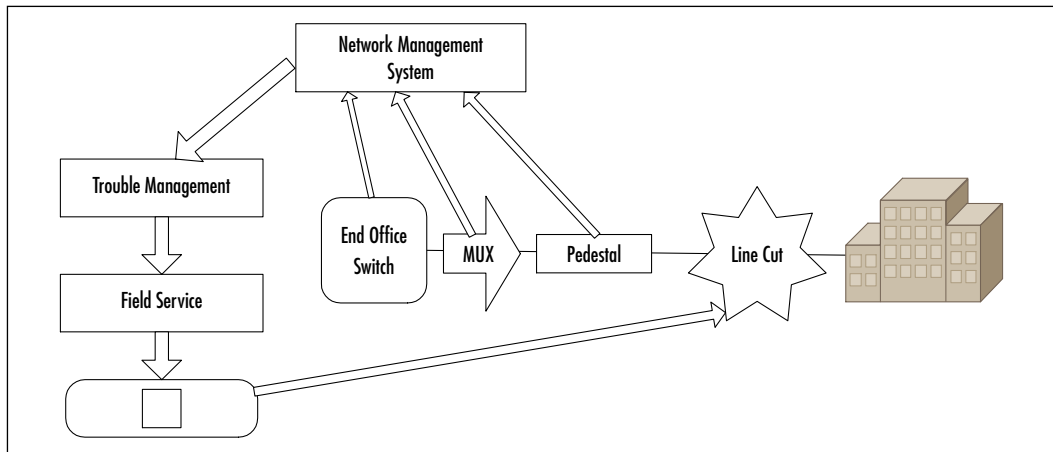 Network Management
System
Trouble Management
End Office
Switch
MUX
Pedestal
Line Cut
Field Service